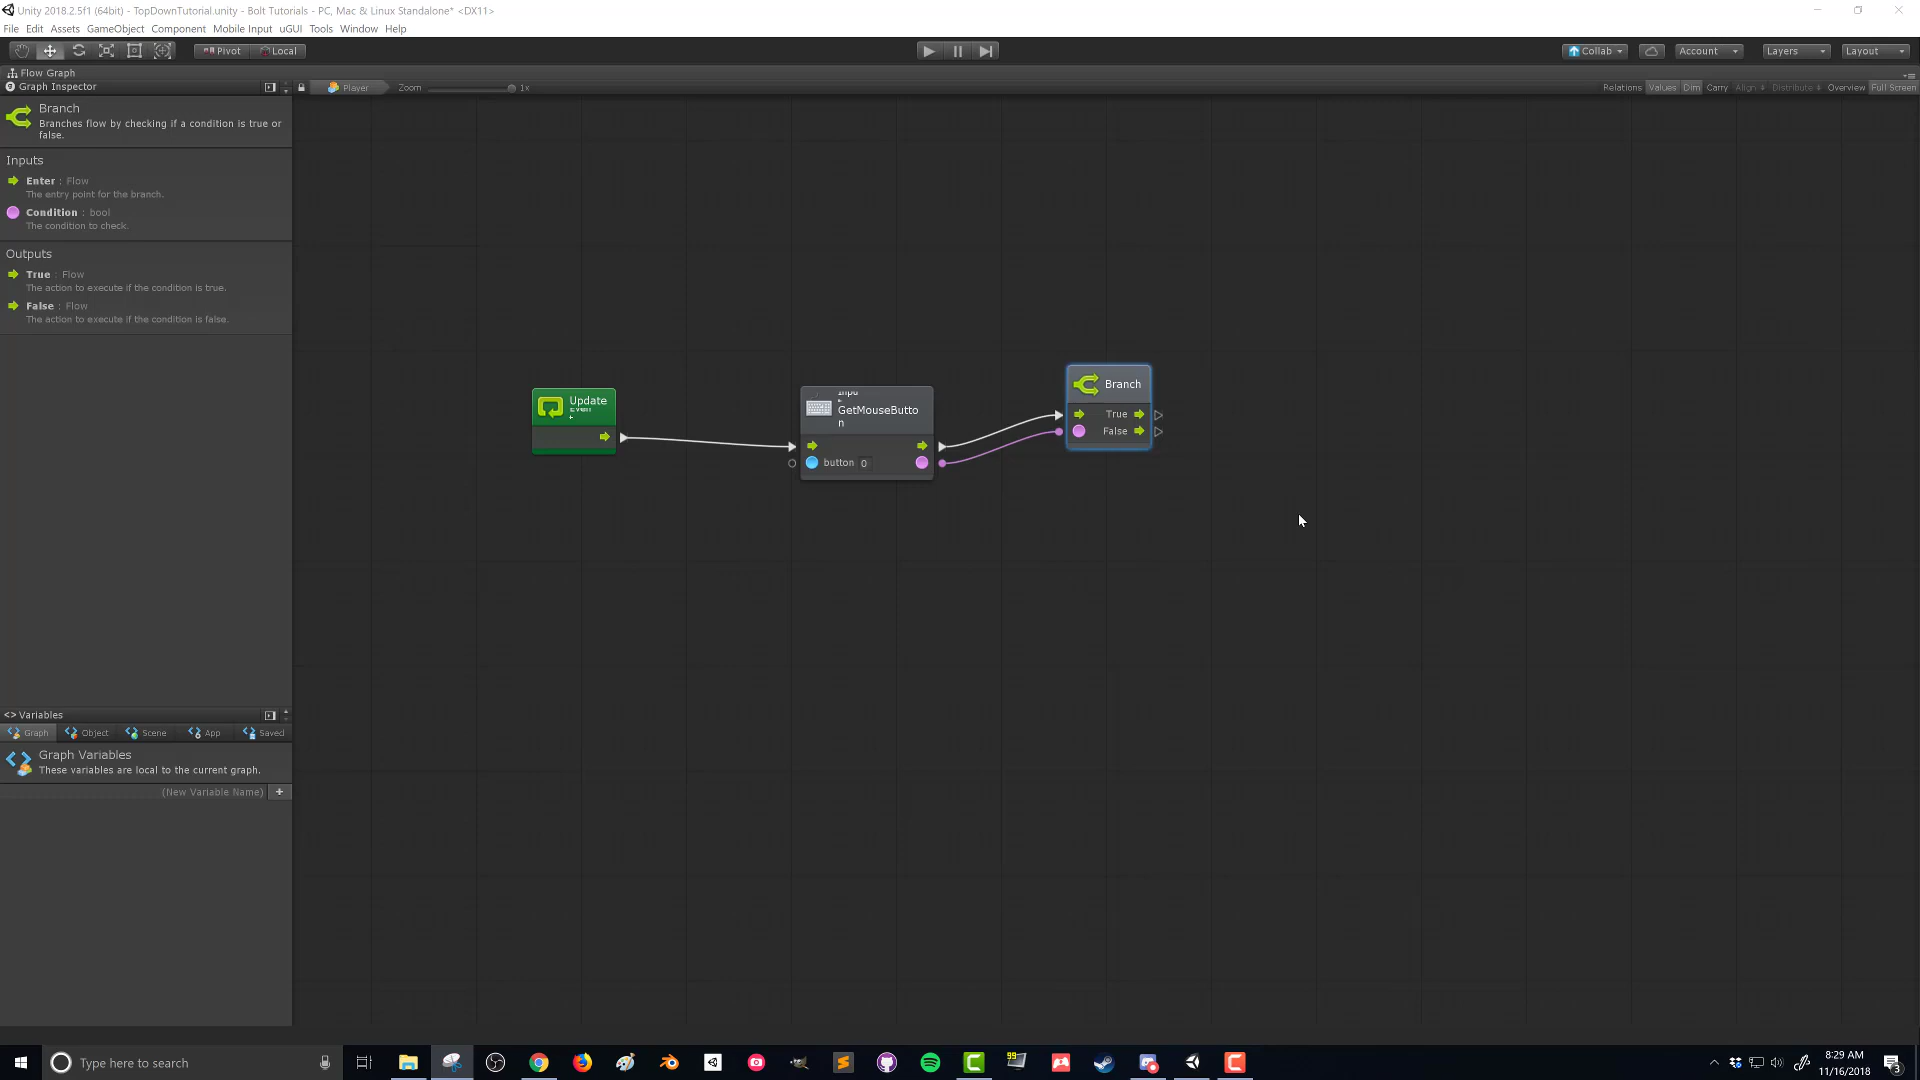 Unity 2018.2.5f1 (64bit) - TopDownTutorial.unity - Bolt Tutorials - PC, Mac & Linux Standalone* <DX11>
File Edit Assets GameObject Component Mobile Input uGUI Tools Window Help
Pivot Local Collab Account Layers Layout
Flow Graph
Graph Inspector Player Zoom 1x Relations Values Dim Carry Align Distribute Overview Full Screen
Branch
Branches flow by checking if a condition is true or
false.
Inputs
Enter : Flow
The entry point for the branch.
Condition : bool
The condition to check.
Outputs
True : Flow
The action to execute if the condition is true.
False : Flow
The action to execute if the condition is false.
Update
GetMouseButto
n
button 0
Branch
True
False
<> Variables
Graph Object Scene App Saved
Graph Variables
These variables are local to the current graph.
(New Variable Name) +
Type here to search
99
8:29 AM
11/16/2018
3